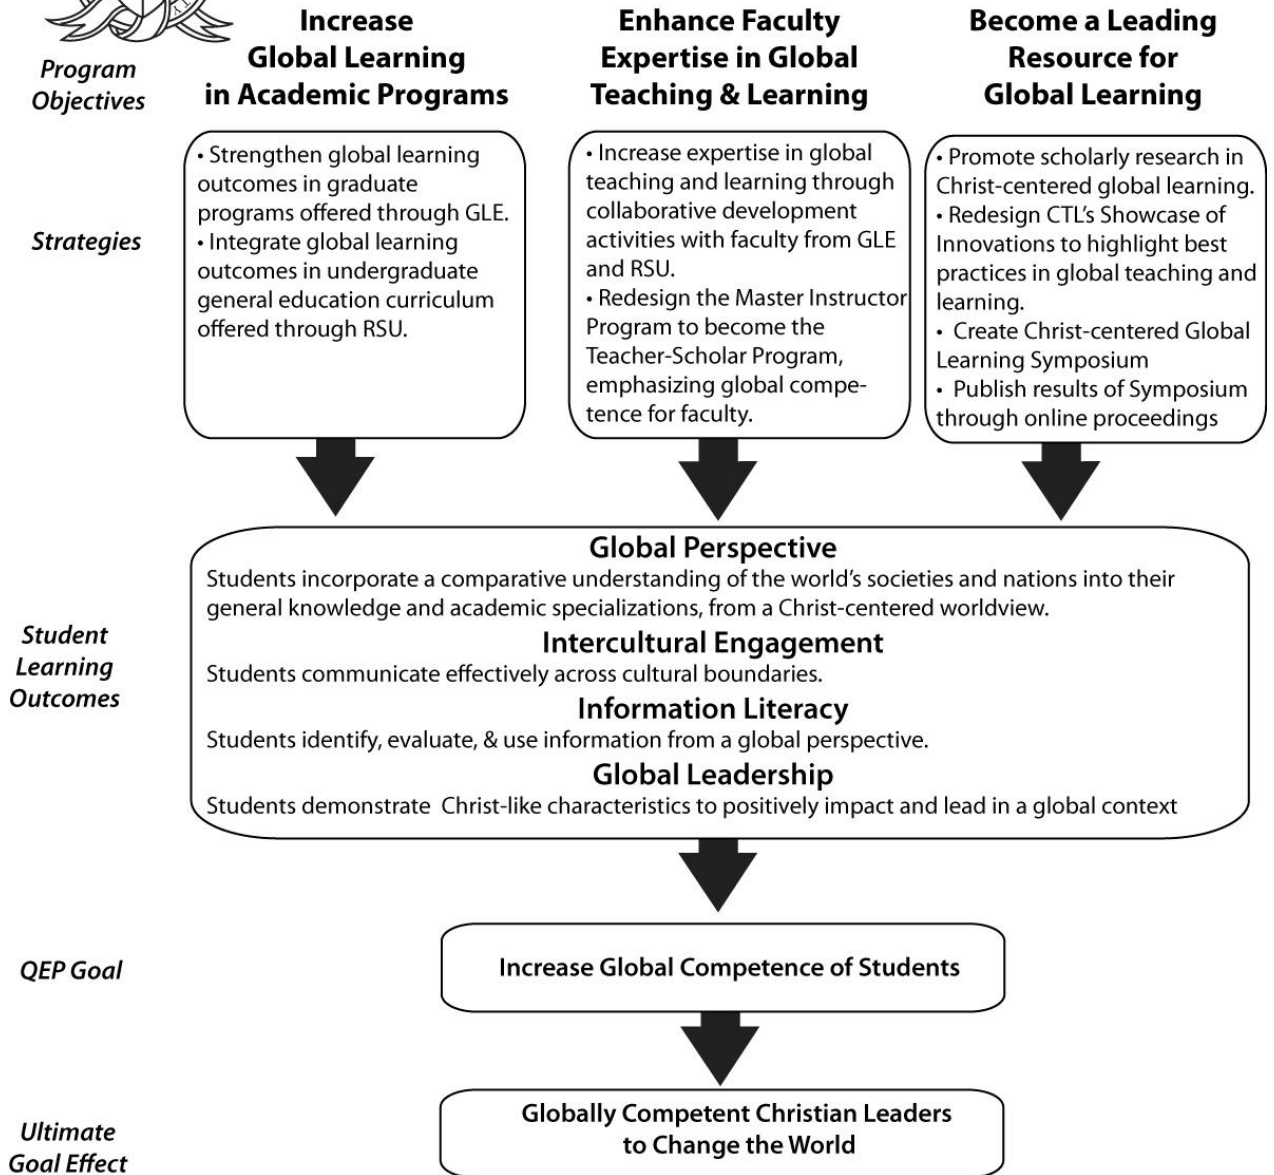 Program
Objectives
Increase
Global Learning
in Academic Programs
Enhance Faculty
Expertise in Global
Teaching & Learning
Become a Leading
Resource for
Global Learning
Strategies
• Strengthen global learning
outcomes in graduate
programs offered through GLE.
• Integrate global learning
outcomes in undergraduate
general education curriculum
offered through RSU.
• Increase expertise in global
teaching and learning through
collaborative development
activities with faculty from GLE
and RSU.
• Redesign the Master Instructor
Program to become the
Teacher-Scholar Program,
emphasizing global compe-
tence for faculty.
• Promote scholarly research in
Christ-centered global learning.
• Redesign CTL’s Showcase of
Innovations to highlight best
practices in global teaching and
learning.
• Create Christ-centered Global
Learning Symposium
• Publish results of Symposium
through online proceedings
Student
Learning
Outcomes
Global Perspective
Students incorporate a comparative understanding of the world’s societies and nations into their
general knowledge and academic specializations, from a Christ-centered worldview.
Intercultural Engagement
Students communicate effectively across cultural boundaries.
Information Literacy
Students identify, evaluate, & use information from a global perspective.
Global Leadership
Students demonstrate Christ-like characteristics to positively impact and lead in a global context
QEP Goal
Increase Global Competence of Students
Ultimate
Goal Effect
Globally Competent Christian Leaders
to Change the World